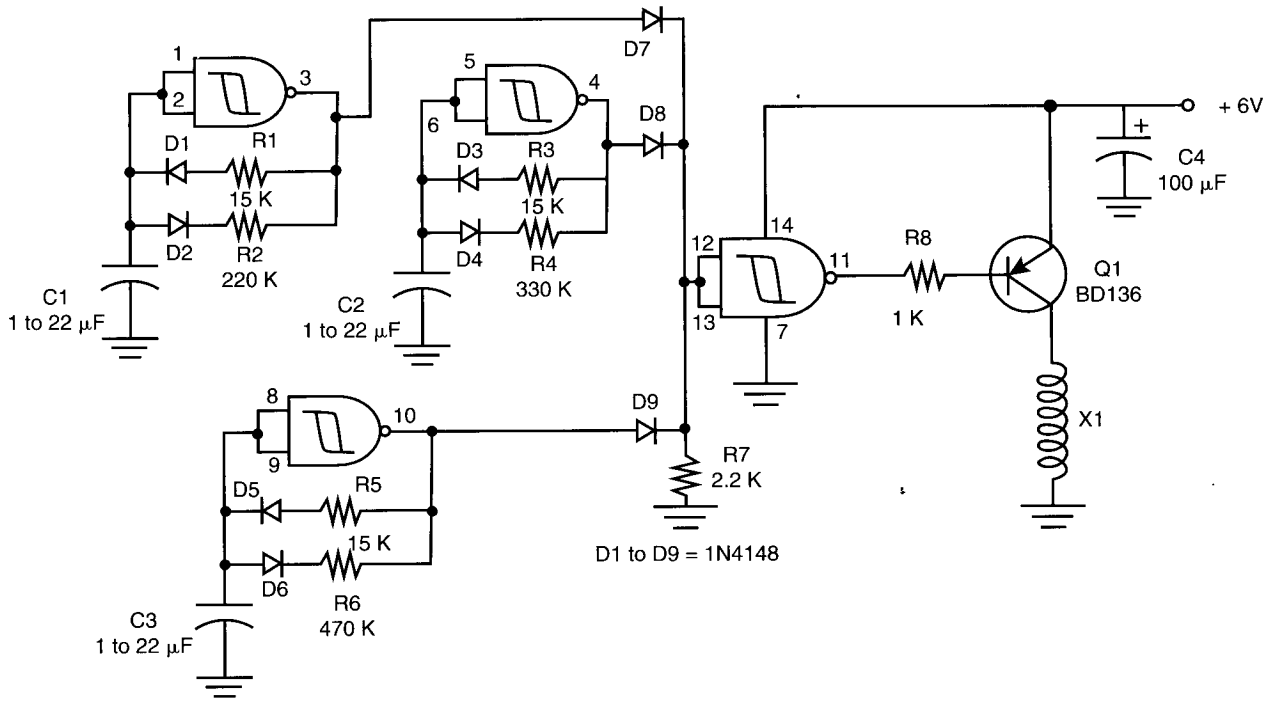 D7
1
2
3
D1
R1
15 K
D2
R2
220 K
C1
1 to 22 µF
5
6
4
D8
D3
R3
15 K
D4
R4
330 K
C2
1 to 22 µF
+ 6V
+
C4
100 µF
14
12
13
11
7
R8
1 K
Q1
BD136
X1
8
9
10
D9
D5
R5
15 K
D6
R6
470 K
C3
1 to 22 µF
R7
2.2 K
D1 to D9 = 1N4148